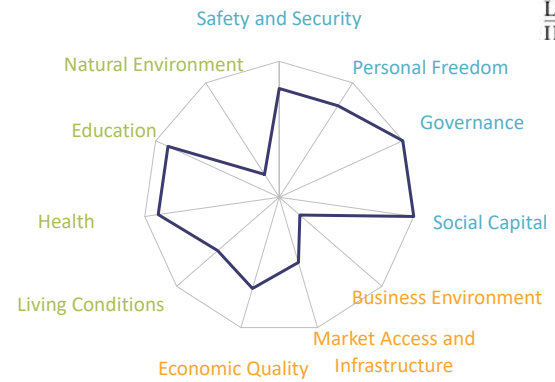 Safety and Security
Natural Environment
Personal Freedom
Education
Governance
Health
Social Capital
Living Conditions
Business Environment
Market Access and
Infrastructure
Economic Quality